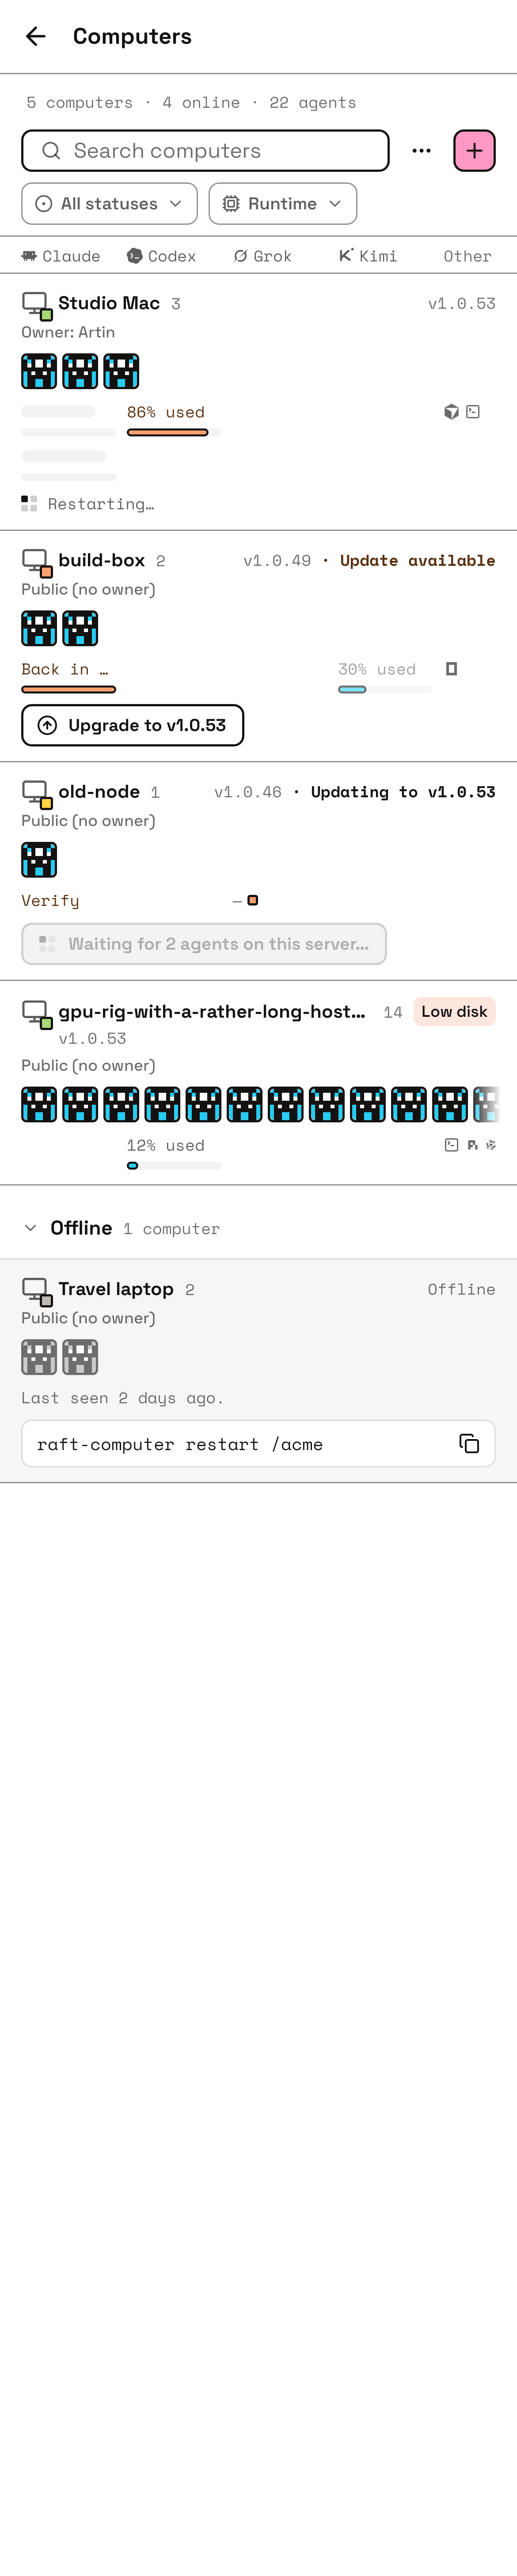 Computers
5 computers · 4 online · 22 agents
Search computers
All statuses
Runtime
Claude Codex Grok Kimi Other
Studio Mac 3 v1.0.53
Owner: Artin
86% used
Restarting…
build-box 2 v1.0.49 · Update available
Public (no owner)
Back in … 30% used
Upgrade to v1.0.53
old-node 1 v1.0.46 · Updating to v1.0.53
Public (no owner)
Verify —
Waiting for 2 agents on this server…
gpu-rig-with-a-rather-long-host… 14 Low disk
v1.0.53
Public (no owner)
12% used
Offline 1 computer
Travel laptop 2 Offline
Public (no owner)
Last seen 2 days ago.
raft-computer restart /acme